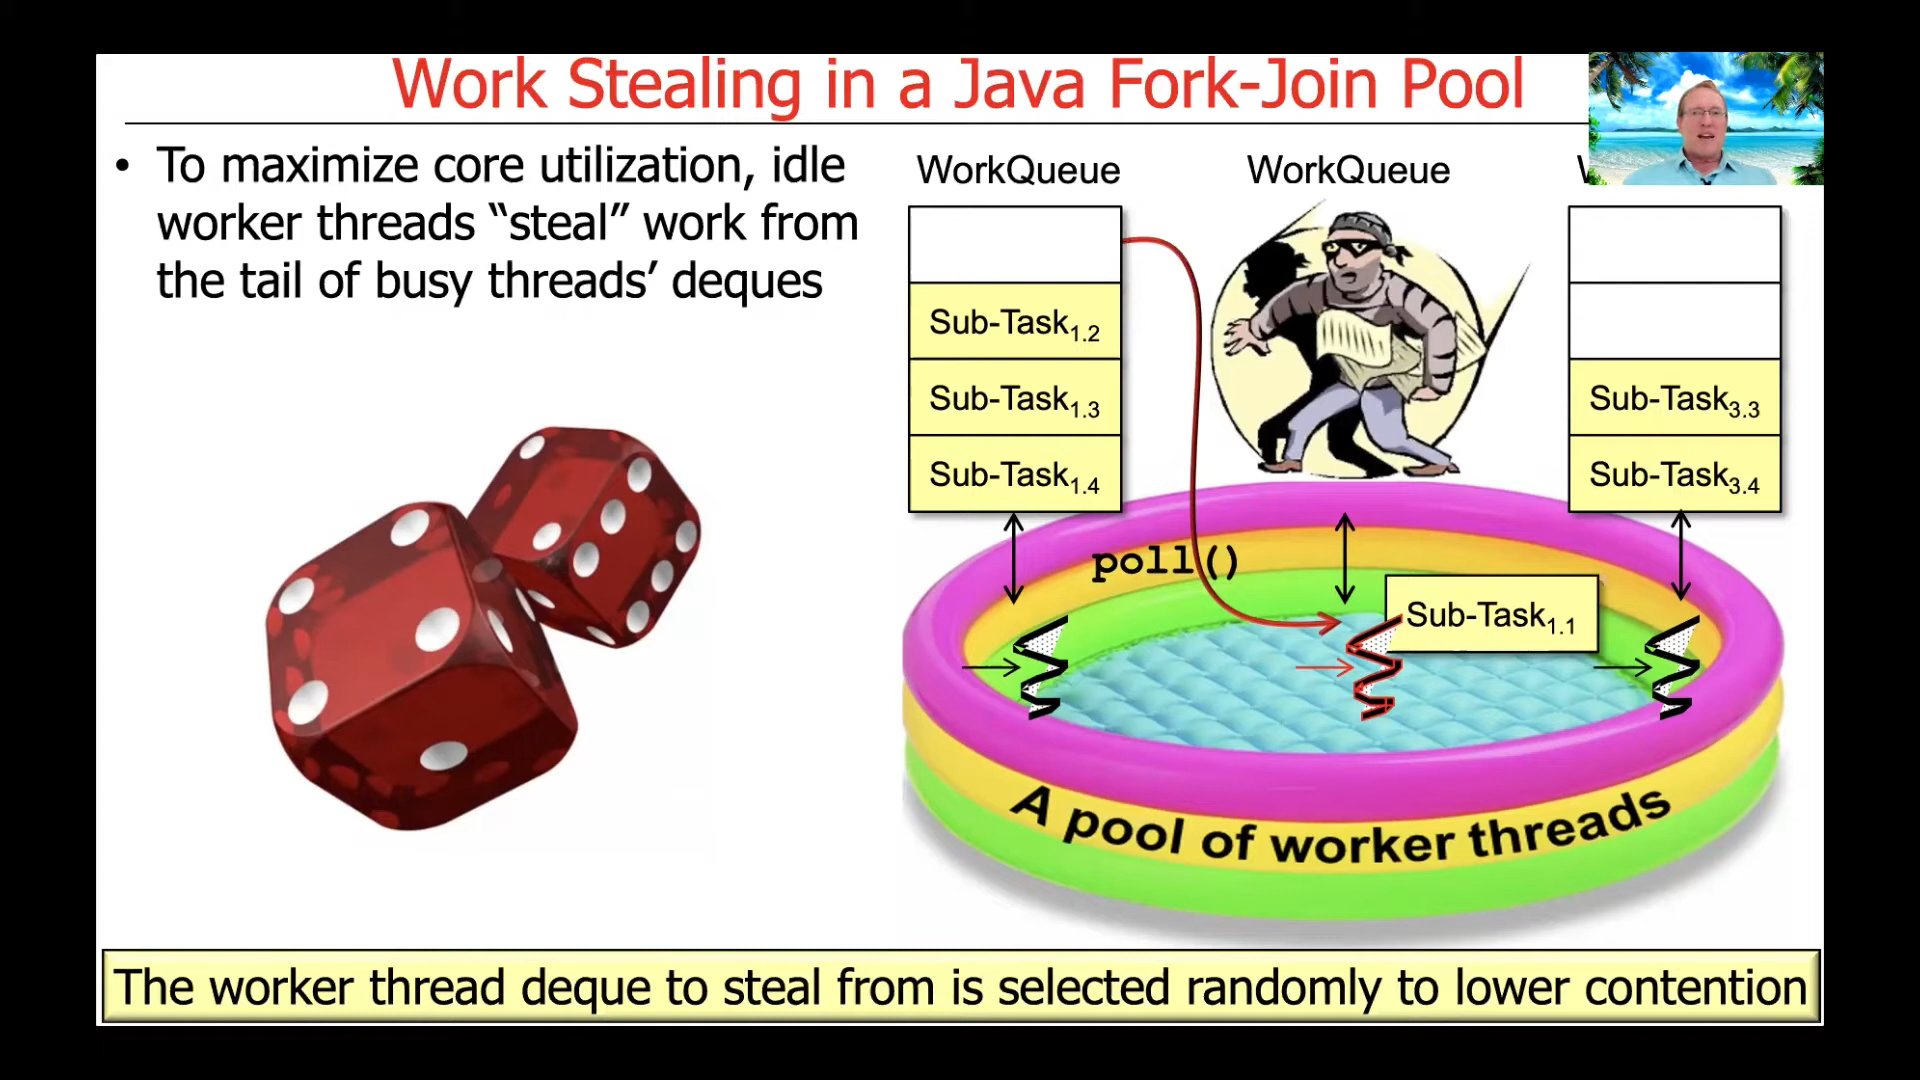 Work Stealing in a Java Fork-Join Pool
• To maximize core utilization, idle
worker threads “steal” work from
the tail of busy threads’ deques
WorkQueue
Sub-Task1.2
Sub-Task1.3
Sub-Task1.4
WorkQueue
Sub-Task3.3
Sub-Task3.4
poll()
Sub-Task1.1
A pool of worker threads
The worker thread deque to steal from is selected randomly to lower contention